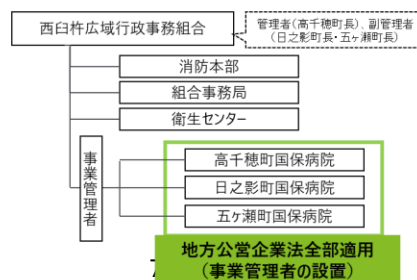 西臼杵広域行政事務組合
管理者(高千穂町長)、副管理者
(日之影町長・五ヶ瀬町長)
消防本部
組合事務局
衛生センター
事業管理者
高千穂町国保病院
日之影町国保病院
五ヶ瀬町国保病院
地方公営企業法全部適用
(事業管理者の設置)